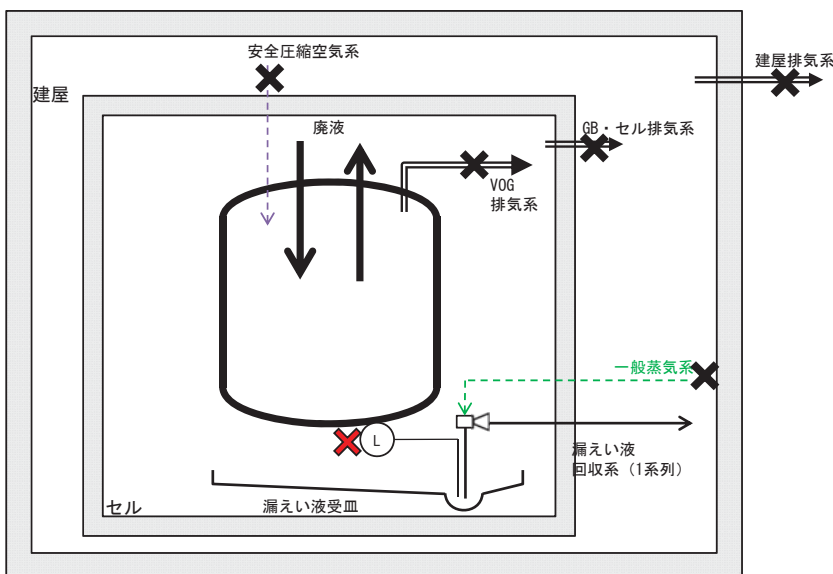 安全圧縮空気系
建屋排気系
建屋
廃液
GB・セル排気系
VOG
排気系
一般蒸気系
L
漏えい液
回収系（1系列）
漏えい液受皿
セル